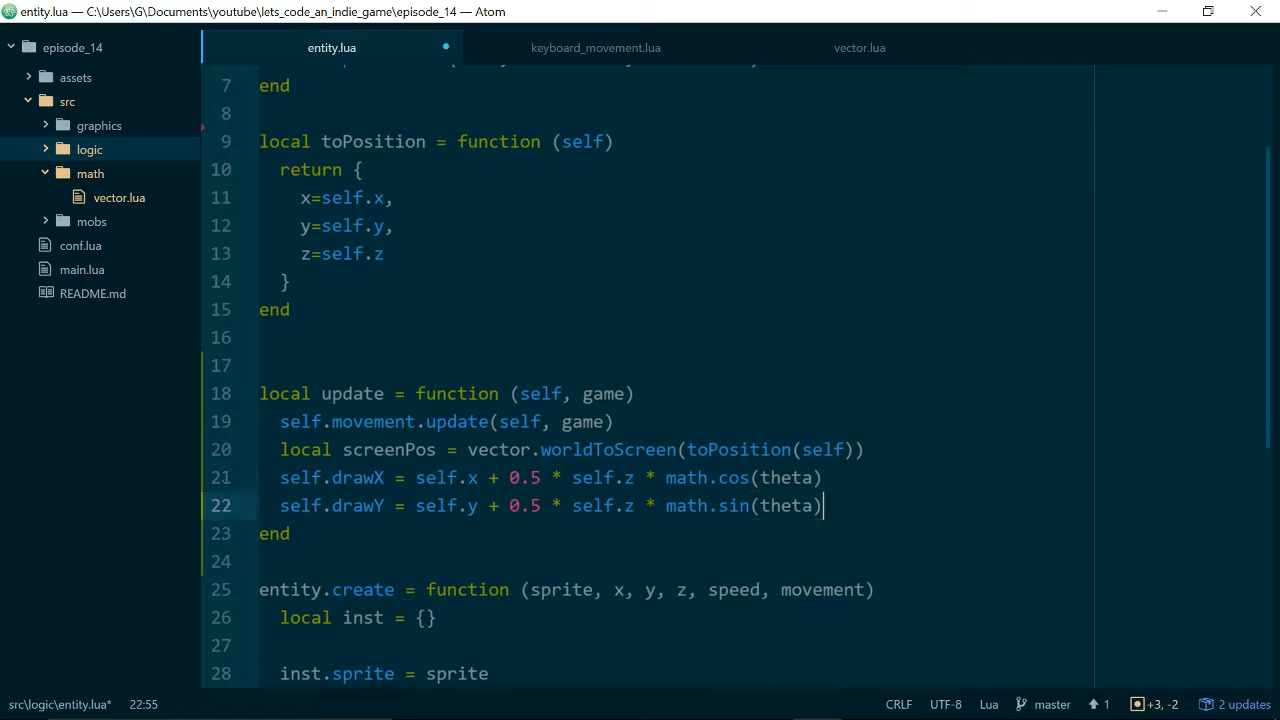 entity.lua — C:\Users\G\Documents\youtube\lets_code_an_indie_game\episode_14 — Atom
episode_14
assets
src
graphics
logic
math
vector.lua
mobs
conf.lua
main.lua
README.md
entity.lua
keyboard_movement.lua
vector.lua
7 end
8
9 local toPosition = function (self)
10 return {
11 x=self.x,
12 y=self.y,
13 z=self.z
14 }
15 end
16
17
18 local update = function (self, game)
19 self.movement.update(self, game)
20 local screenPos = vector.worldToScreen(toPosition(self))
21 self.drawX = self.x + 0.5 * self.z * math.cos(theta)
22 self.drawY = self.y + 0.5 * self.z * math.sin(theta)
23 end
24
25 entity.create = function (sprite, x, y, z, speed, movement)
26 local inst = {}
27
28 inst.sprite = sprite
src\logic\entity.lua* 22:55 CRLF UTF-8 Lua master 1 +3, -2 2 updates